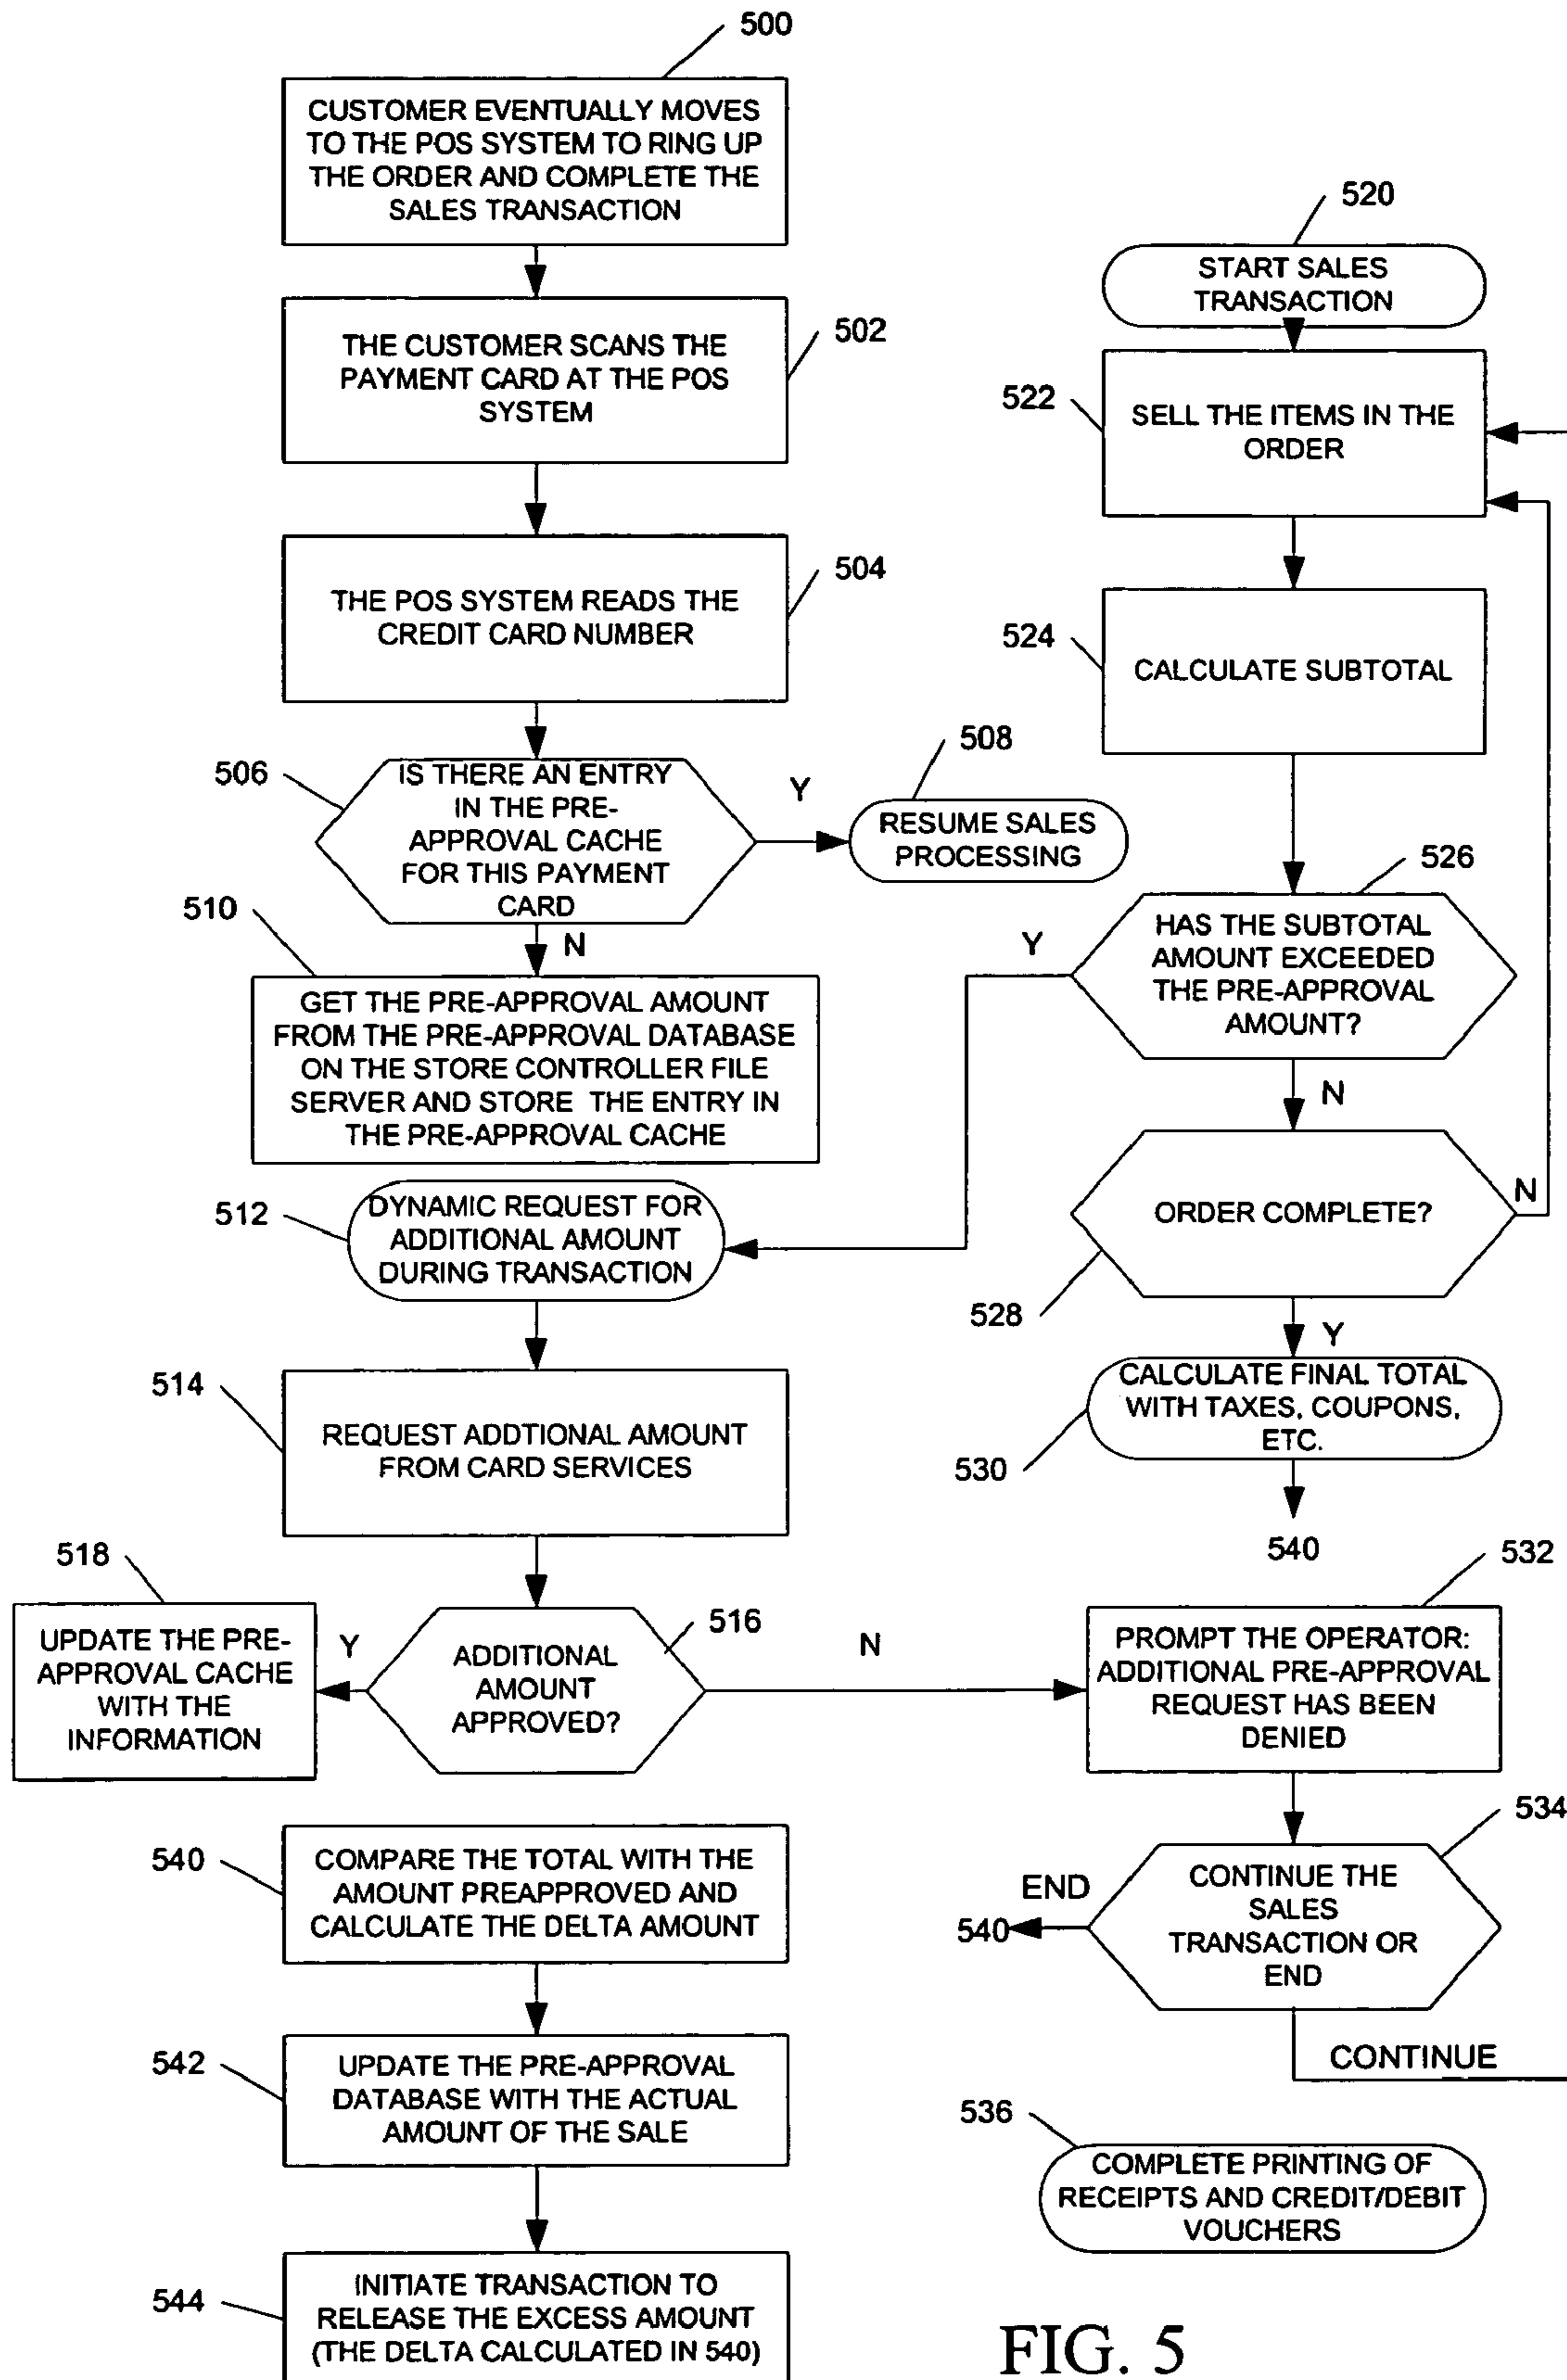 500
CUSTOMER EVENTUALLY MOVES
TO THE POS SYSTEM TO RING UP
THE ORDER AND COMPLETE THE
SALES TRANSACTION
502
THE CUSTOMER SCANS THE
PAYMENT CARD AT THE POS
SYSTEM
504
THE POS SYSTEM READS THE
CREDIT CARD NUMBER
506
IS THERE AN ENTRY
IN THE PRE-
APPROVAL CACHE
FOR THIS PAYMENT
CARD
Y
508
RESUME SALES
PROCESSING
N
510
GET THE PRE-APPROVAL AMOUNT
FROM THE PRE-APPROVAL DATABASE
ON THE STORE CONTROLLER FILE
SERVER AND STORE THE ENTRY IN
THE PRE-APPROVAL CACHE
512
DYNAMIC REQUEST FOR
ADDITIONAL AMOUNT
DURING TRANSACTION
514
REQUEST ADDTIONAL AMOUNT
FROM CARD SERVICES
516
ADDITIONAL
AMOUNT
APPROVED?
Y
N
518
UPDATE THE PRE-
APPROVAL CACHE
WITH THE
INFORMATION
520
START SALES
TRANSACTION
522
SELL THE ITEMS IN THE
ORDER
524
CALCULATE SUBTOTAL
526
HAS THE SUBTOTAL
AMOUNT EXCEEDED
THE PRE-APPROVAL
AMOUNT?
Y
N
528
ORDER COMPLETE?
N
Y
530
CALCULATE FINAL TOTAL
WITH TAXES, COUPONS,
ETC.
540
532
PROMPT THE OPERATOR:
ADDITIONAL PRE-APPROVAL
REQUEST HAS BEEN
DENIED
534
CONTINUE THE
SALES
TRANSACTION OR
END
END
540
CONTINUE
536
COMPLETE PRINTING OF
RECEIPTS AND CREDIT/DEBIT
VOUCHERS
540
COMPARE THE TOTAL WITH THE
AMOUNT PREAPPROVED AND
CALCULATE THE DELTA AMOUNT
542
UPDATE THE PRE-APPROVAL
DATABASE WITH THE ACTUAL
AMOUNT OF THE SALE
544
INITIATE TRANSACTION TO
RELEASE THE EXCESS AMOUNT
(THE DELTA CALCULATED IN 540)
FIG. 5